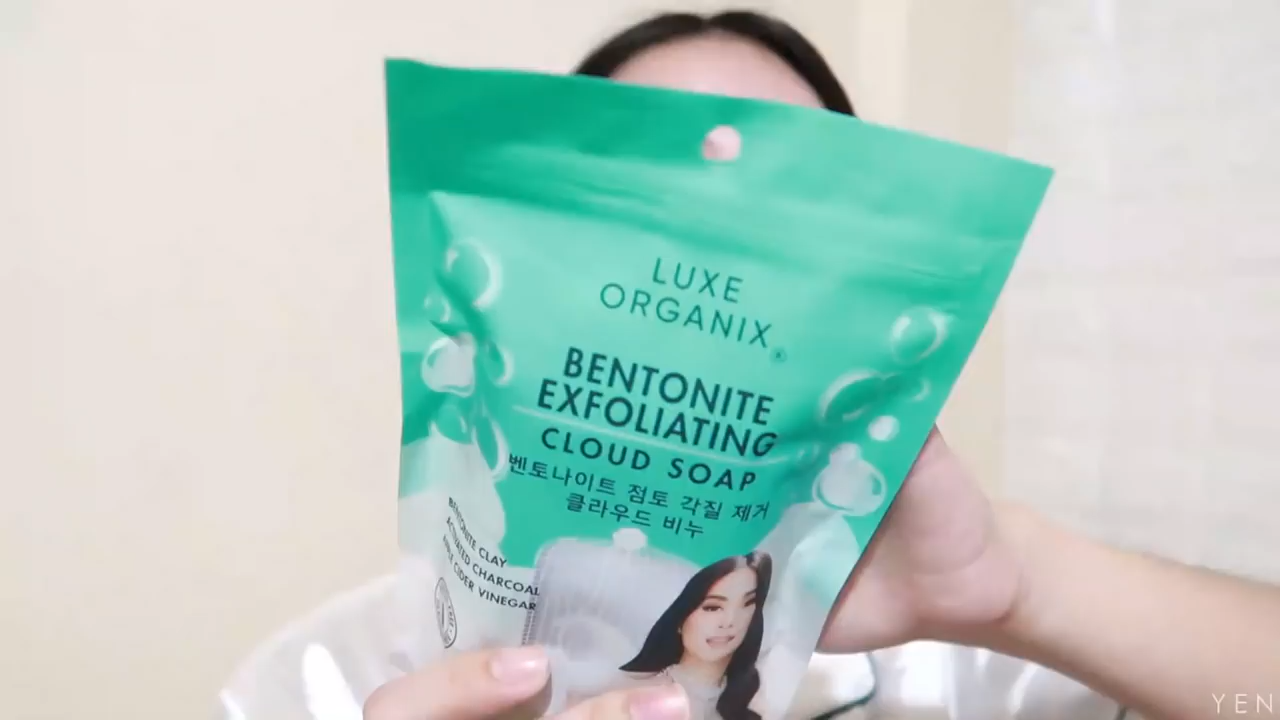 LUXE
ORGANIX
BENTONITE
EXFOLIATING
CLOUD SOAP
벤토나이트 점토 각질 제거
클라우드 비누
BENTONITE CLAY
ACTIVATED CHARCOAL
APPLE CIDER VINEGAR
YEN